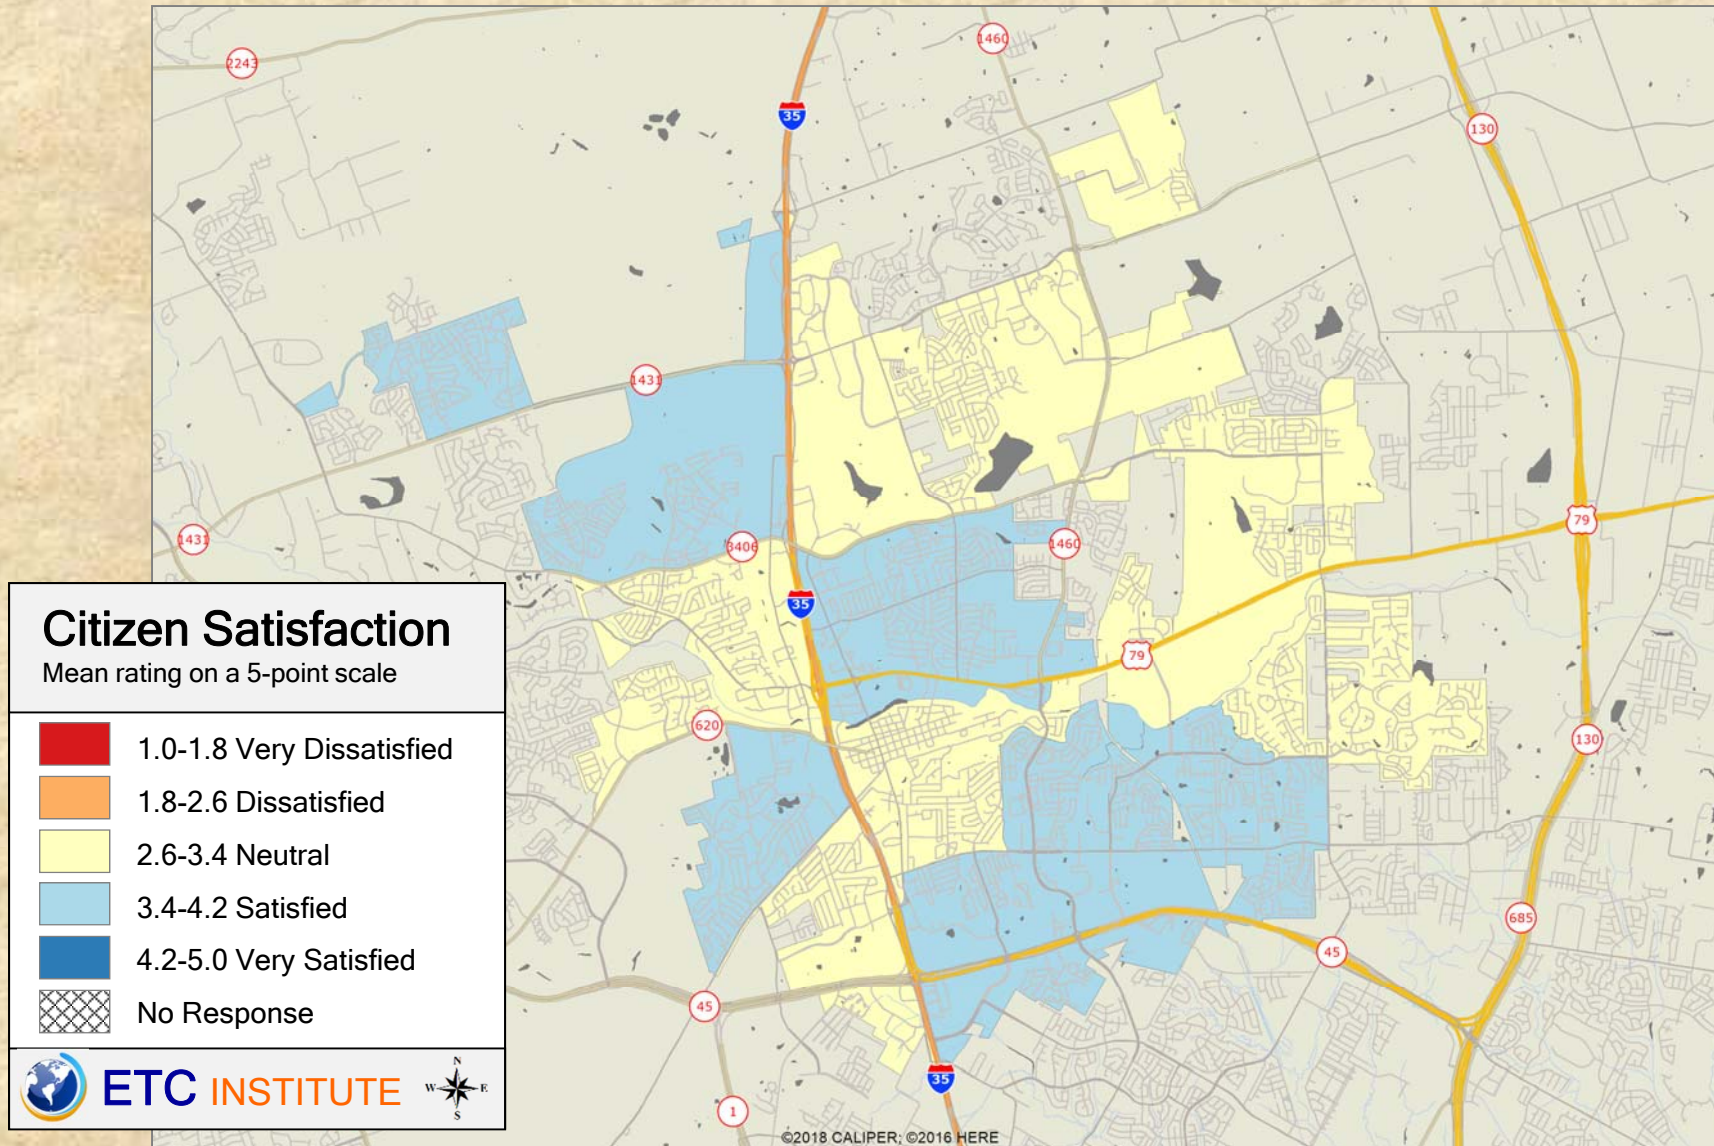 2243
1460
35
130
1431
1431
3406
1460
79
35
79
620
130
685
45
45
35
1
Citizen Satisfaction
Mean rating on a 5-point scale
1.0-1.8 Very Dissatisfied
1.8-2.6 Dissatisfied
2.6-3.4 Neutral
3.4-4.2 Satisfied
4.2-5.0 Very Satisfied
No Response
ETC INSTITUTE
N
W E
S
©2018 CALIPER; ©2016 HERE